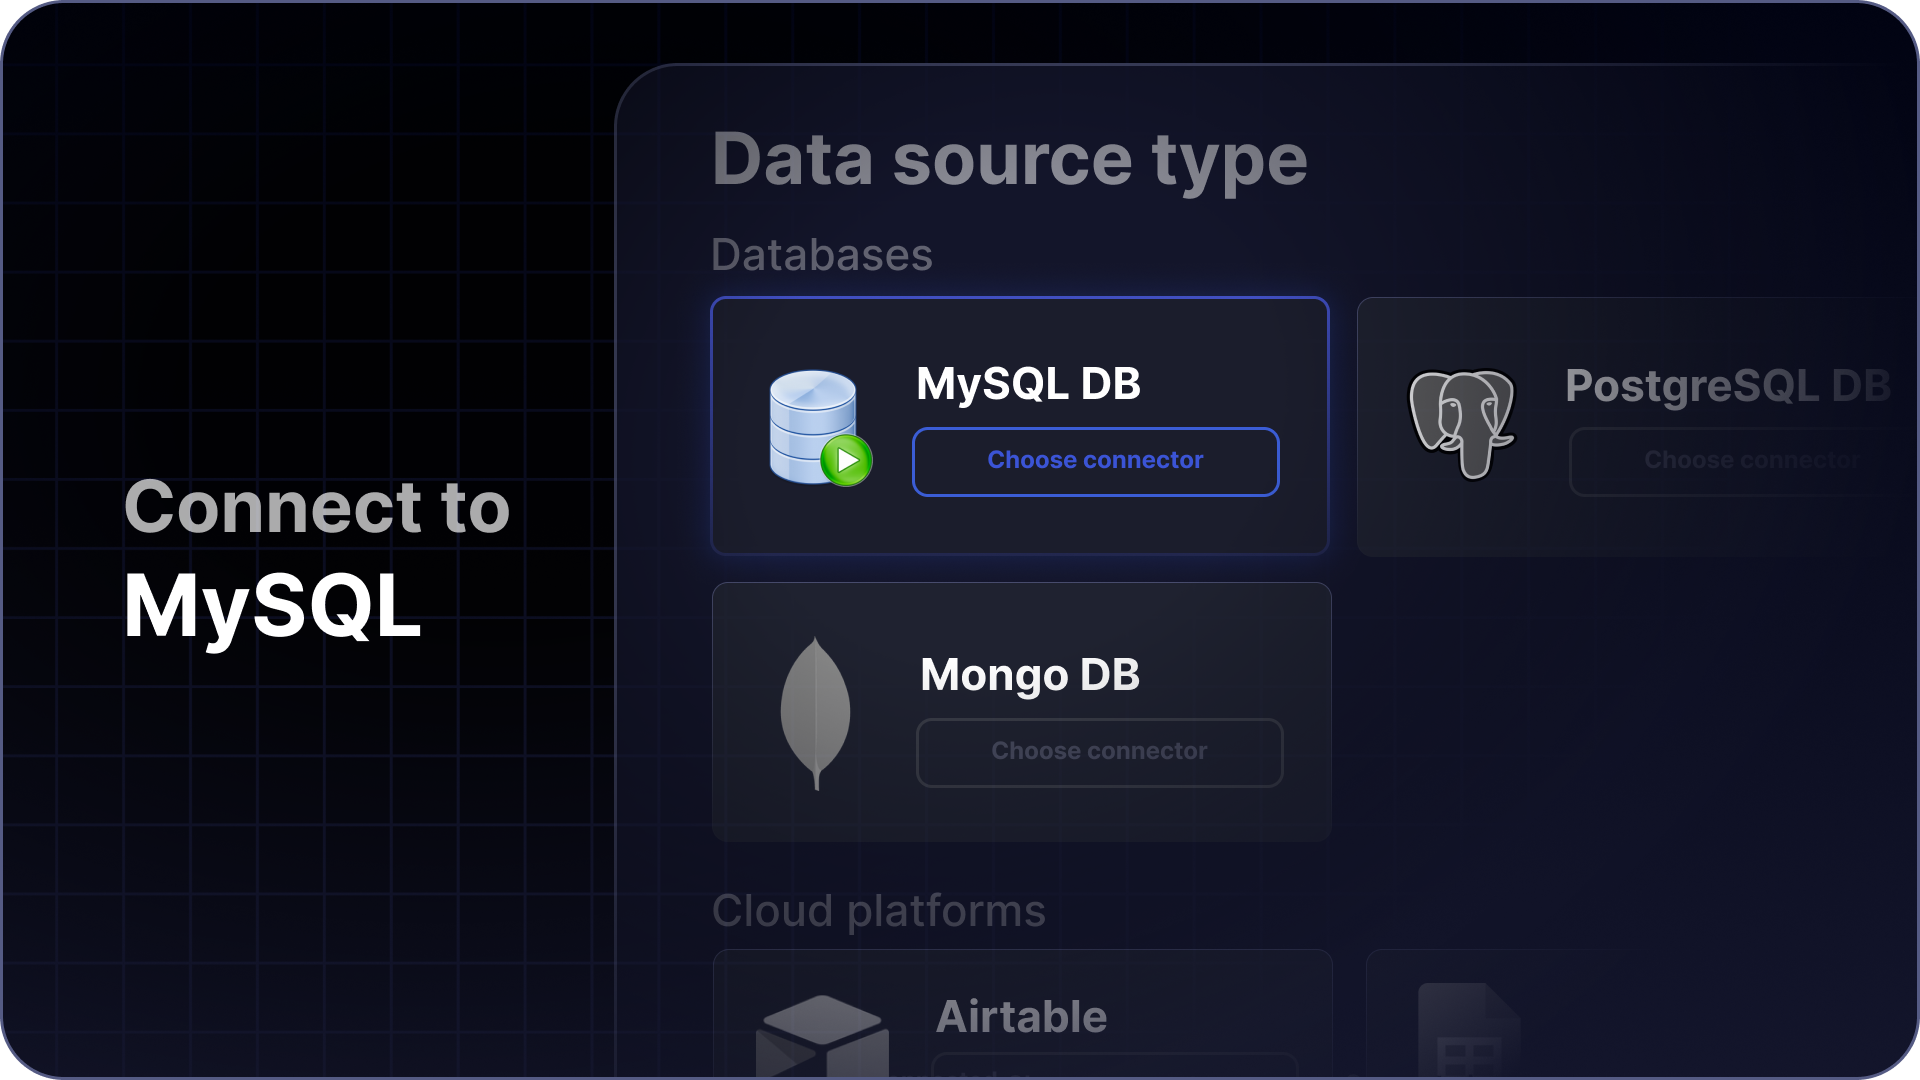 Connect to
MySQL
Data source type
Databases
MySQL DB
Choose connector
PostgreSQL DB
Choose connector
Mongo DB
Choose connector
Cloud platforms
Airtable